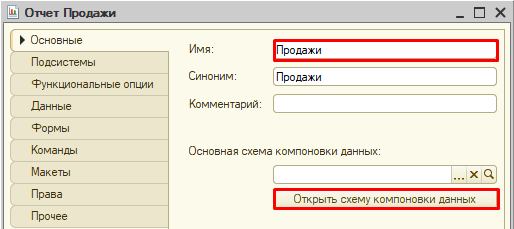 Отчет Продажи
Основные
Подсистемы
Функциональные опции
Данные
Формы
Команды
Макеты
Права
Прочее
Имя: Продажи
Синоним: Продажи
Комментарий:
Основная схема компоновки данных:
...
Открыть схему компоновки данных